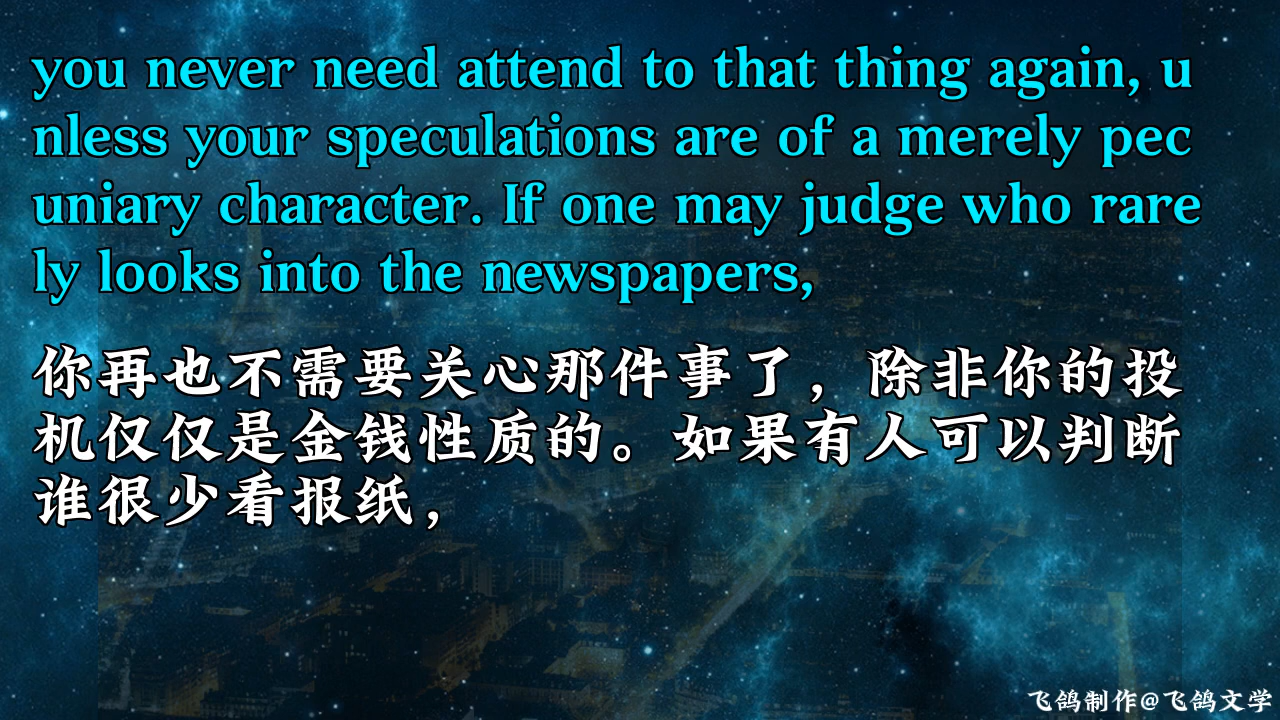 you never need attend to that thing again, u
nless your speculations are of a merely pec
uniary character. If one may judge who rare
ly looks into the newspapers,
你再也不需要关心那件事了，除非你的投
机仅仅是金钱性质的。如果有人可以判断
谁很少看报纸，
飞鸽制作@飞鸽文学